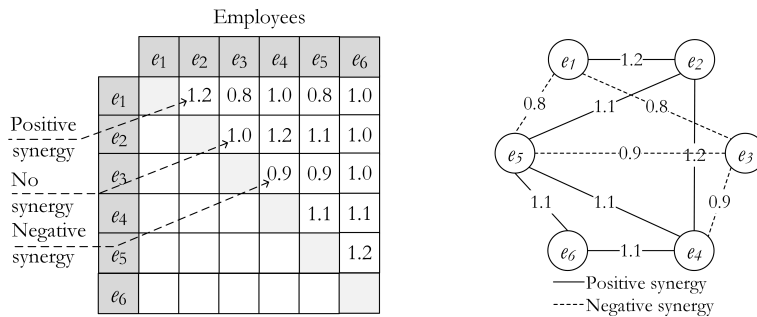 Employees
e1 e2 e3 e4 e5 e6
e1 1.2 0.8 1.0 0.8 1.0
e2 1.0 1.2 1.1 1.0
e3 0.9 0.9 1.0
e4 1.1 1.1
e5 1.2
e6
Positive
synergy
No
synergy
Negative
synergy
e1 1.2 e2
0.8 1.1 0.8
e5 0.9 1.2 e3
1.1 1.1 0.9
e6 1.1 e4
Positive synergy
Negative synergy